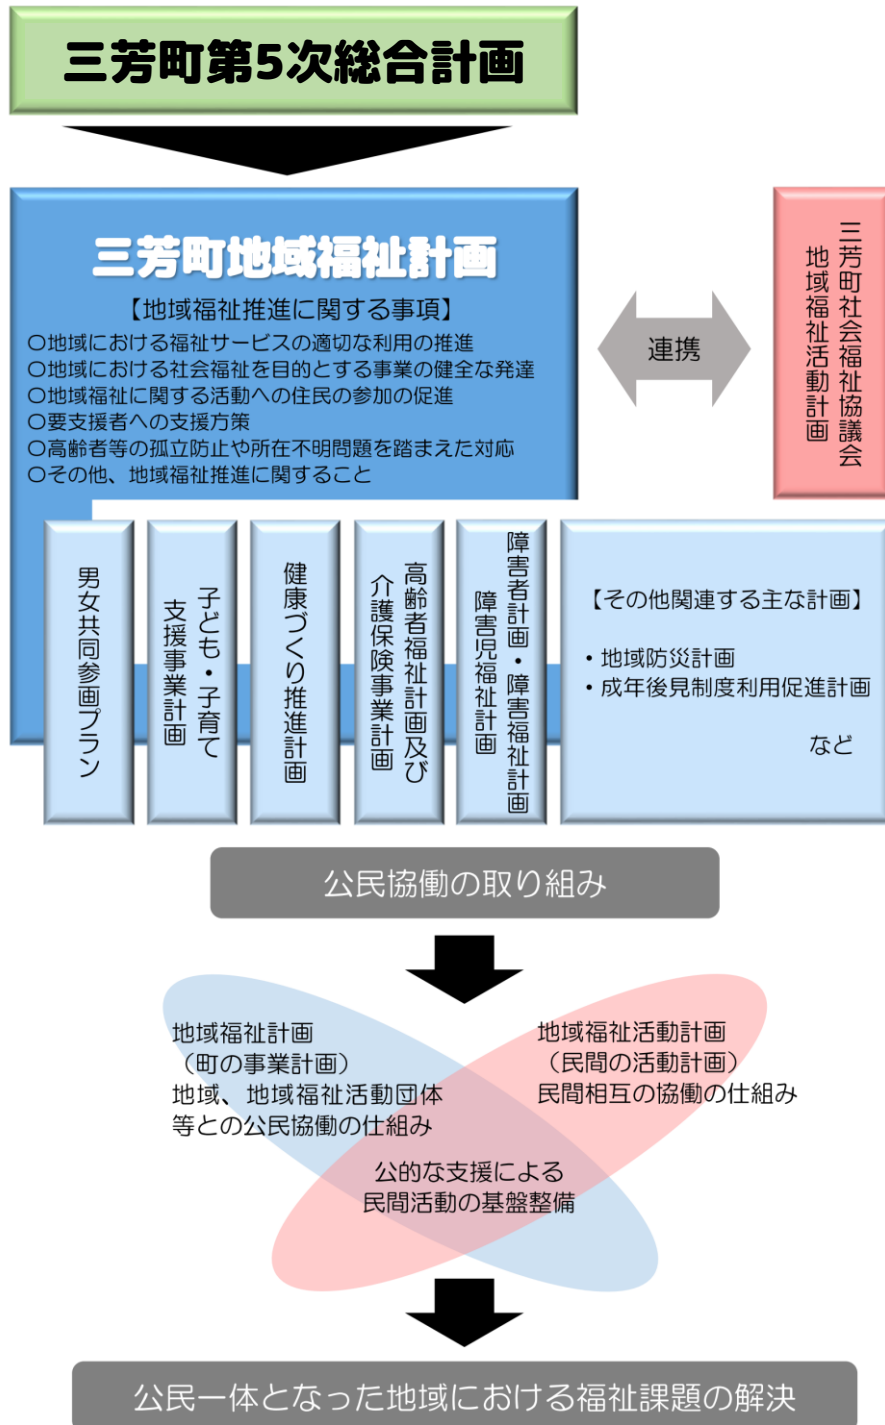 三芳町第5次総合計画
三芳町地域福祉計画
【地域福祉推進に関する事項】
〇地域における福祉サービスの適切な利用の推進
〇地域における社会福祉を目的とする事業の健全な発達
〇地域福祉に関する活動への住民の参加の促進
〇要支援者への支援方策
〇高齢者等の孤立防止や所在不明問題を踏まえた対応
〇その他、地域福祉推進に関すること
連携
三芳町社会福祉協議会
地域福祉活動計画
男女共同参画プラン
子ども・子育て
支援事業計画
健康づくり推進計画
高齢者福祉計画及び
介護保険事業計画
障害者計画・障害福祉計画
障害児福祉計画
【その他関連する主な計画】
・地域防災計画
・成年後見制度利用促進計画
など
公民協働の取り組み
地域福祉計画
（町の事業計画）
地域、地域福祉活動団体
等との公民協働の仕組み
地域福祉活動計画
（民間の活動計画）
民間相互の協働の仕組み
公的な支援による
民間活動の基盤整備
公民一体となった地域における福祉課題の解決